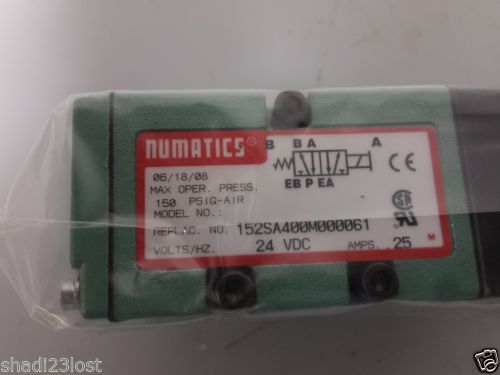 NUMATICS®
B B A A
EB P EA
CE
06/18/08
MAX OPER. PRESS.
150 PSIG-AIR
MODEL NO.:
REPLAC. NO. 152SA400M000061
VOLTS/HZ. 24 VDC AMPS. .25
M
shadi23lost